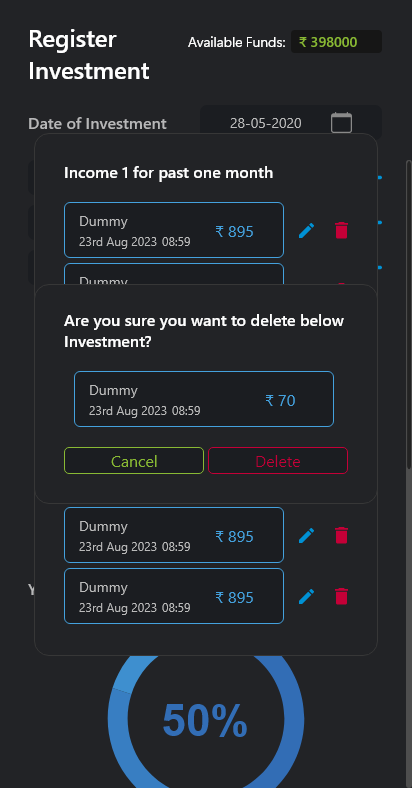 Register
Investment
Available Funds: ₹ 398000
Date of Investment
28-05-2020
Income 1 for past one month
Dummy
23rd Aug 2023 08:59
₹ 895
Dummy
Are you sure you want to delete below
Investment?
Dummy
23rd Aug 2023 08:59
₹ 70
Cancel
Delete
Dummy
23rd Aug 2023 08:59
₹ 895
Dummy
23rd Aug 2023 08:59
₹ 895
50%